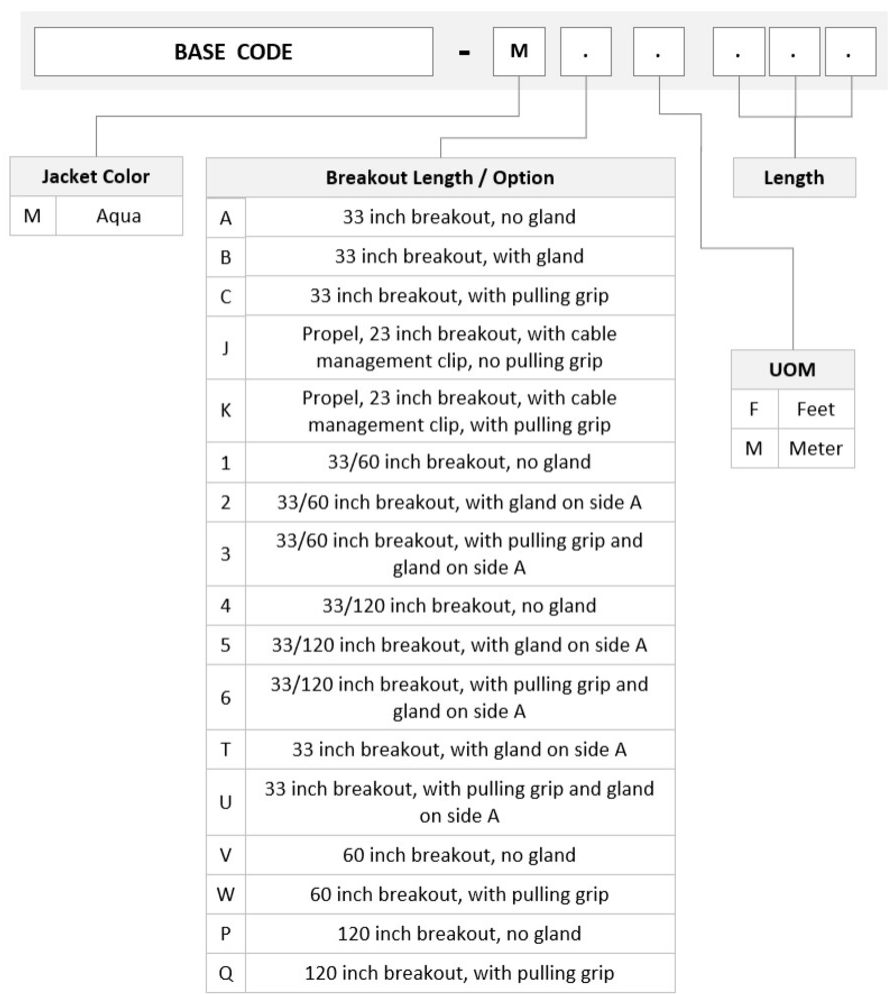 BASE CODE - M . . . . .
Jacket Color
M Aqua
Breakout Length / Option
A 33 inch breakout, no gland
B 33 inch breakout, with gland
C 33 inch breakout, with pulling grip
J Propel, 23 inch breakout, with cable
management clip, no pulling grip
K Propel, 23 inch breakout, with cable
management clip, with pulling grip
1 33/60 inch breakout, no gland
2 33/60 inch breakout, with gland on side A
3 33/60 inch breakout, with pulling grip and
gland on side A
4 33/120 inch breakout, no gland
5 33/120 inch breakout, with gland on side A
6 33/120 inch breakout, with pulling grip and
gland on side A
T 33 inch breakout, with gland on side A
U 33 inch breakout, with pulling grip and gland
on side A
V 60 inch breakout, no gland
W 60 inch breakout, with pulling grip
P 120 inch breakout, no gland
Q 120 inch breakout, with pulling grip
Length
UOM
F Feet
M Meter